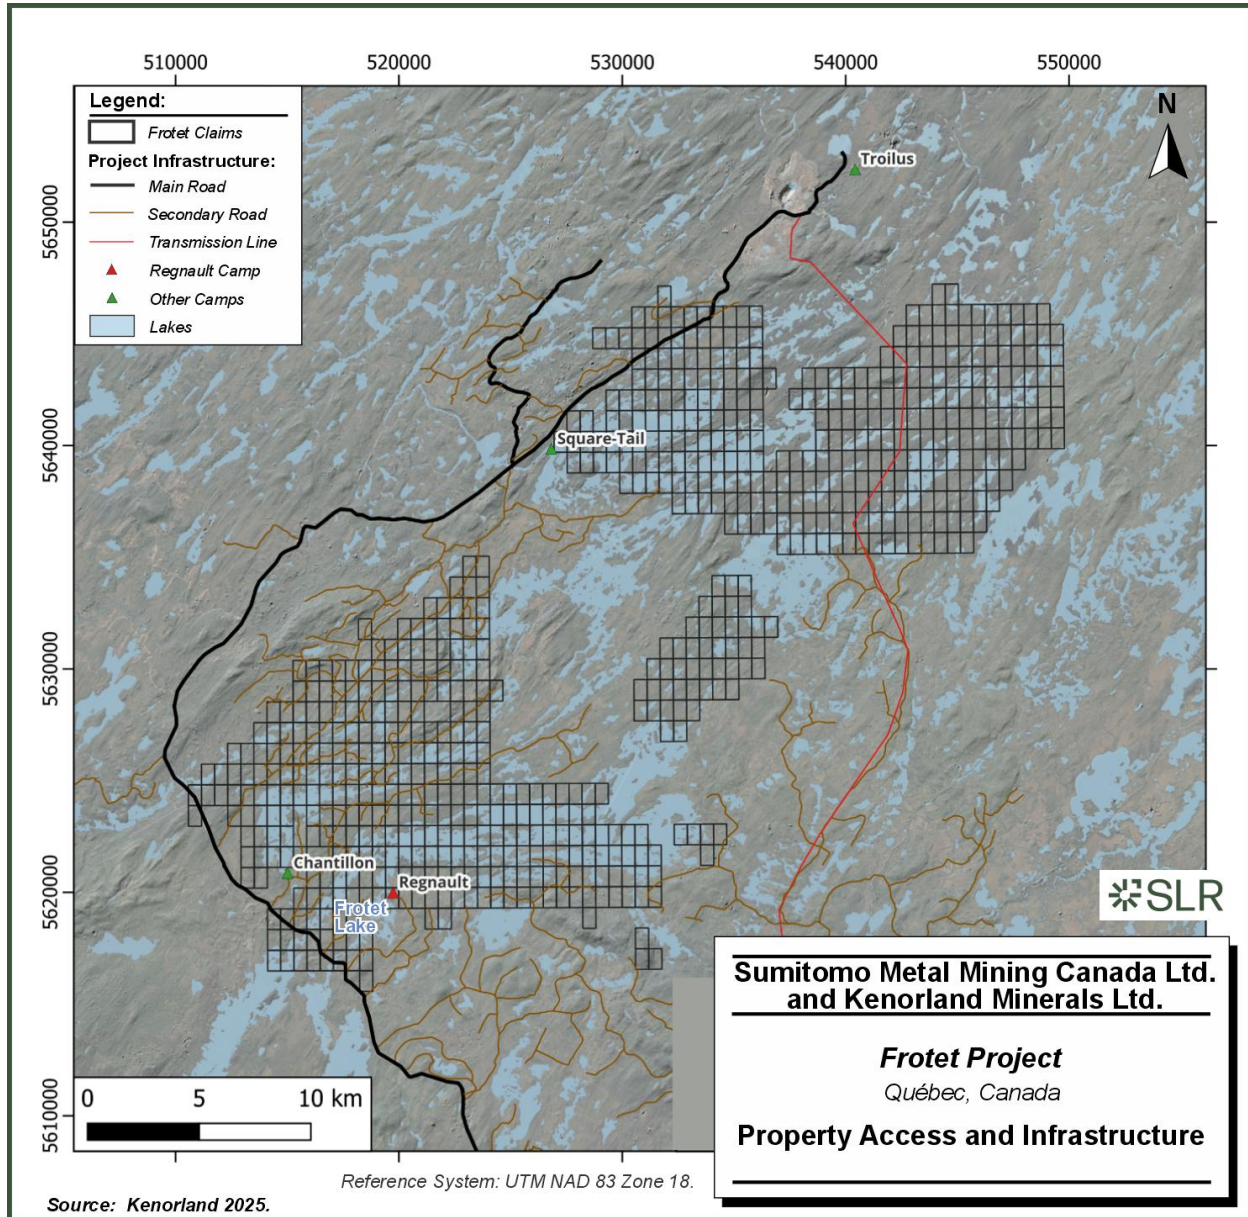 510000
520000
530000
540000
550000
Legend:
Frotet Claims
Project Infrastructure:
Main Road
Secondary Road
Transmission Line
Regnault Camp
Other Camps
Lakes
N
Troilus
5650000
Square-Tail
5640000
5630000
Chantillon
Regnault
Frotet
Lake
5620000
SLR
5610000
0 5 10 km
Sumitomo Metal Mining Canada Ltd.
and Kenorland Minerals Ltd.
Frotet Project
Québec, Canada
Property Access and Infrastructure
Reference System: UTM NAD 83 Zone 18.
Source: Kenorland 2025.